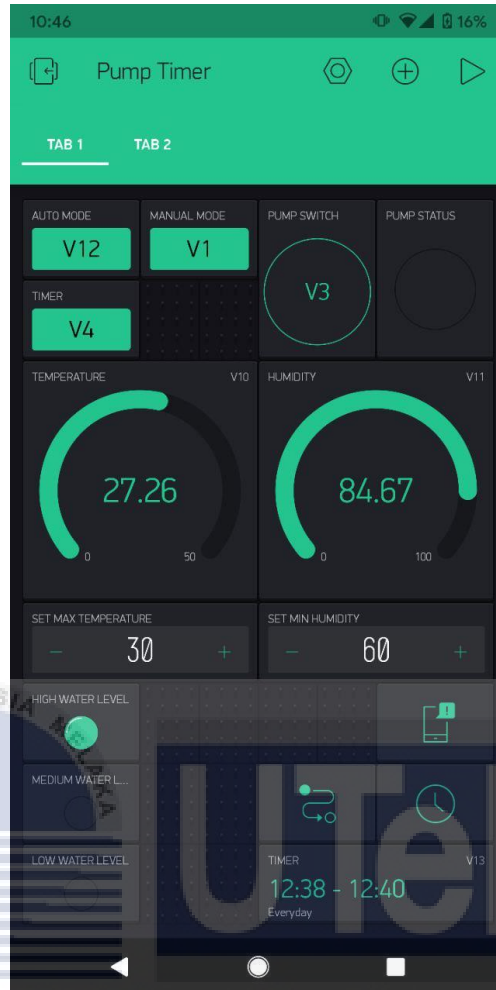 10:46 16%
Pump Timer
TAB 1 TAB 2
AUTO MODE MANUAL MODE PUMP SWITCH PUMP STATUS
V12 V1 V3
TIMER
V4
TEMPERATURE V10 HUMIDITY V11
27.26 84.67
0 50 0 100
SET MAX TEMPERATURE SET MIN HUMIDITY
− 30 + − 60 +
HIGH WATER LEVEL
MEDIUM WATER L...
LOW WATER LEVEL TIMER V13
12:38 - 12:40
Everyday
UTe